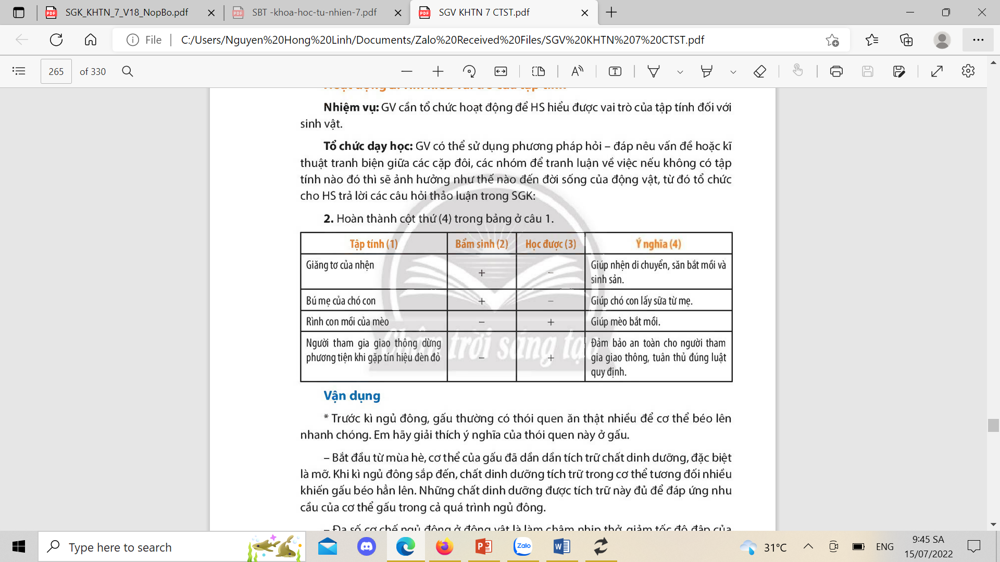 SGK_KHTN_7_V18_NopBo.pdf
SBT -khoa-hoc-tu-nhien-7.pdf
SGV KHTN 7 CTST.pdf
File
C:/Users/Nguyen%20Hong%20Linh/Documents/Zalo%20Received%20Files/SGV%20KHTN%207%20CTST.pdf
265 of 330
Hoạt động 2: Tìm hiểu vai trò của tập tính
Nhiệm vụ: GV cần tổ chức hoạt động để HS hiểu được vai trò của tập tính đối với
sinh vật.
Tổ chức dạy học: GV có thể sử dụng phương pháp hỏi – đáp nêu vấn đề hoặc kĩ
thuật tranh biện giữa các cặp đôi, các nhóm để tranh luận về việc nếu không có tập
tính nào đó thì sẽ ảnh hưởng như thế nào đến đời sống của động vật, từ đó tổ chức
cho HS trả lời các câu hỏi thảo luận trong SGK:
2. Hoàn thành cột thứ (4) trong bảng ở câu 1.
Tập tính (1) Bẩm sinh (2) Học được (3) Ý nghĩa (4)
Giăng tơ của nhện + – Giúp nhện di chuyển, săn bắt mồi và
sinh sản.
Bú mẹ của chó con + – Giúp chó con lấy sữa từ mẹ.
Rình con mồi của mèo – + Giúp mèo bắt mồi.
Người tham gia giao thông dừng
phương tiện khi gặp tín hiệu đèn đỏ – + Đảm bảo an toàn cho người tham
gia giao thông, tuân thủ đúng luật
quy định.
Chân trời sáng tạo
Vận dụng
* Trước kì ngủ đông, gấu thường có thói quen ăn thật nhiều để cơ thể béo lên
nhanh chóng. Em hãy giải thích ý nghĩa của thói quen này ở gấu.
– Bắt đầu từ mùa hè, cơ thể của gấu đã dần dần tích trữ chất dinh dưỡng, đặc biệt
là mỡ. Khi kì ngủ đông sắp đến, chất dinh dưỡng tích trữ trong cơ thể tương đối nhiều
khiến gấu béo hẳn lên. Những chất dinh dưỡng được tích trữ này đủ để đáp ứng nhu
cầu của cơ thể gấu trong cả quá trình ngủ đông.
– Đa số cơ chế ngủ đông ở động vật là làm chậm nhịp thở, giảm tốc độ đập của
Type here to search
Zalo
31°C
ENG
9:45 SA
15/07/2022